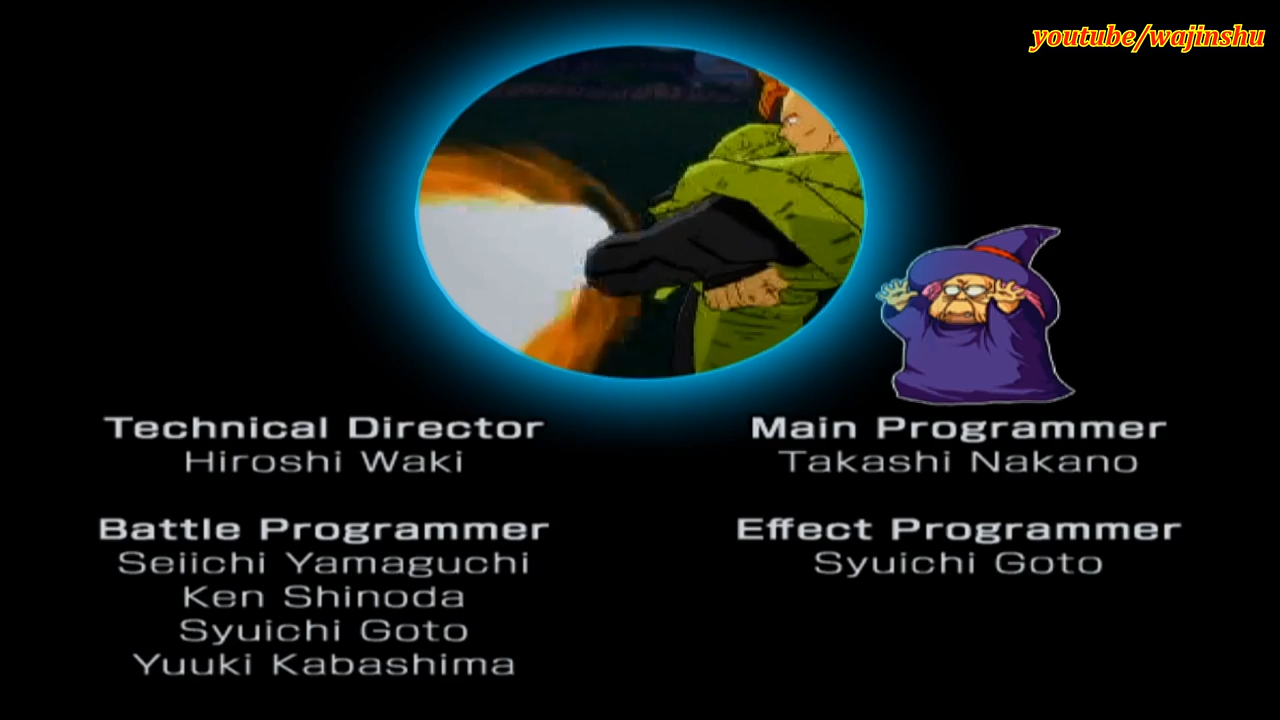 youtube/wajinshu
Technical Director
Hiroshi Waki
Main Programmer
Takashi Nakano
Battle Programmer
Seiichi Yamaguchi
Ken Shinoda
Syuichi Goto
Yuuki Kabashima
Effect Programmer
Syuichi Goto